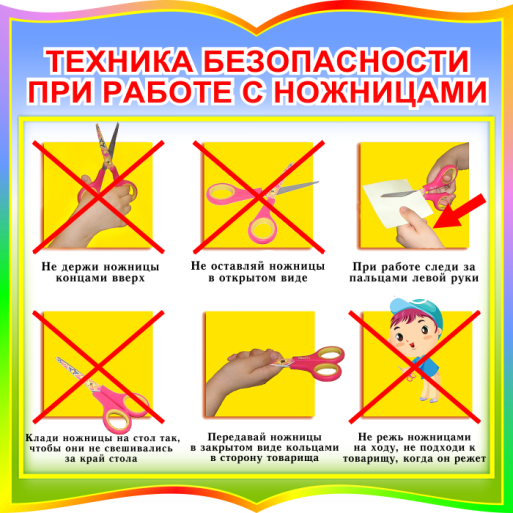 ТЕХНИКА БЕЗОПАСНОСТИ
ПРИ РАБОТЕ С НОЖНИЦАМИ
Не держи ножницы
концами вверх
Не оставляй ножницы
в открытом виде
При работе следи за
пальцами левой руки
Клади ножницы на стол так,
чтобы они не свешивались
за край стола
Передавай ножницы
в закрытом виде кольцами
в сторону товарища
Не режь ножницами
на ходу, не подходи к
товарищу, когда он режет